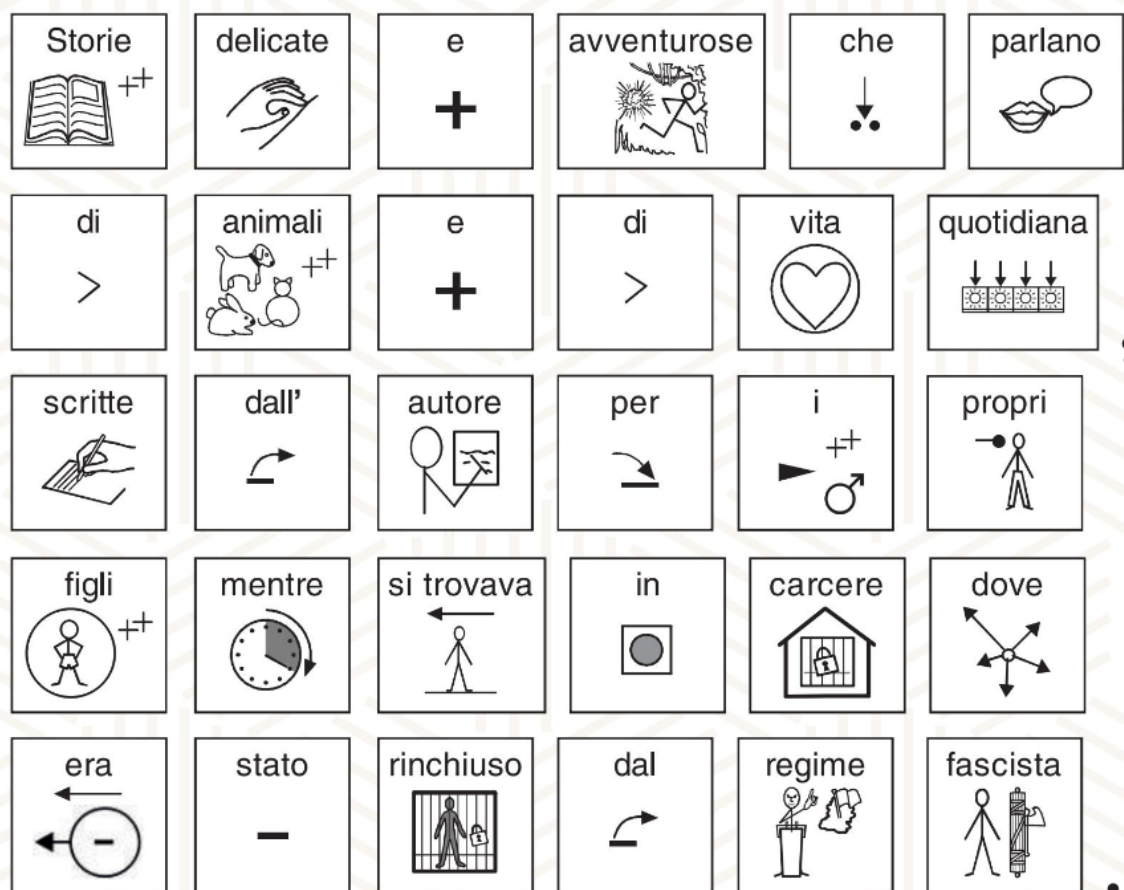 Storie delicate e avventurose che parlano
di animali e di vita quotidiana
scritte dall' autore per i propri
figli mentre si trovava in carcere dove
era stato rinchiuso dal regime fascista.